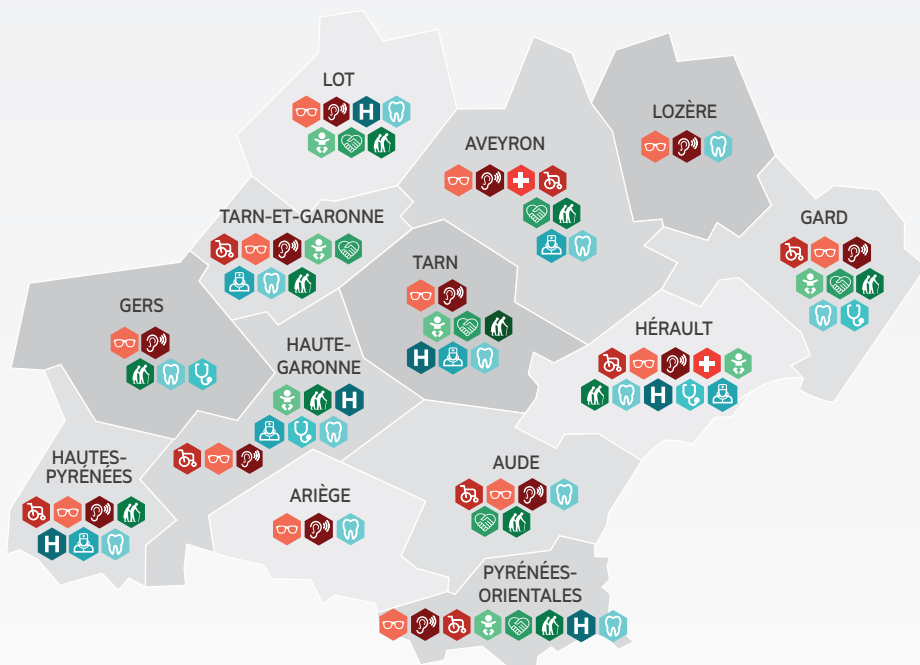 LOT
H
LOZÈRE
AVEYRON
TARN-ET-GARONNE
GARD
TARN
H
GERS
HÉRAULT
H
HAUTE-
GARONNE
H
HAUTES-
PYRÉNÉES
H
AUDE
ARIÈGE
PYRÉNÉES-
ORIENTALES
H